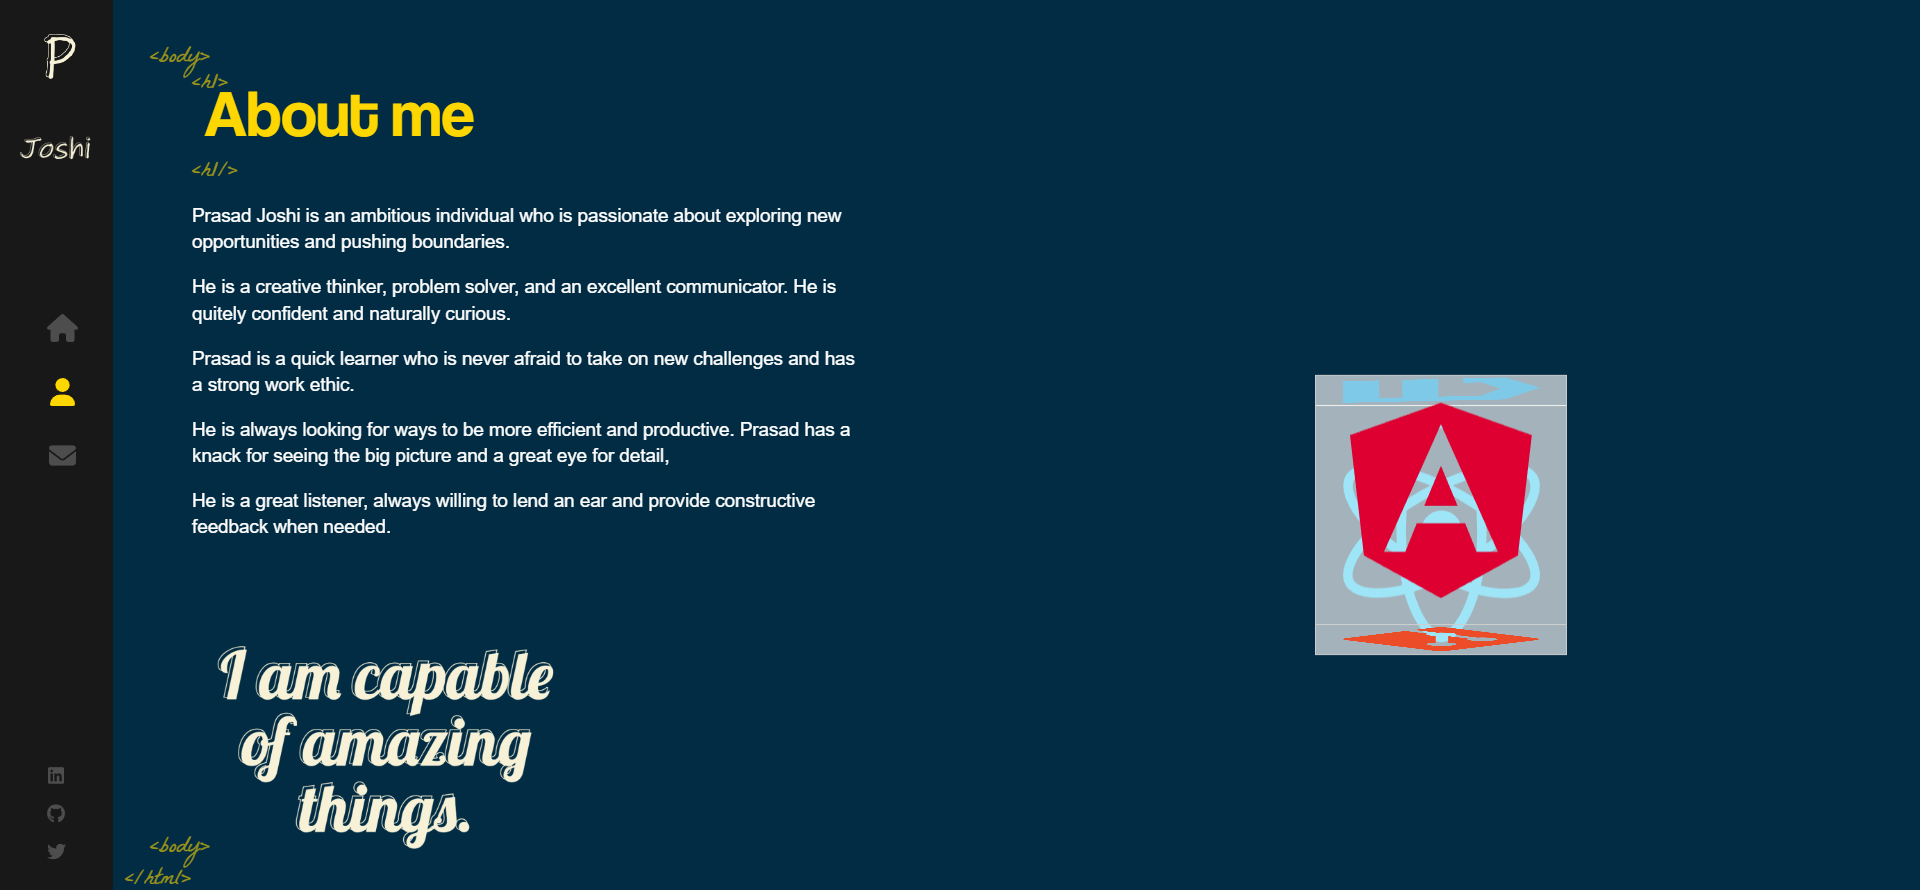 P
Joshi
<body>
<h1>
About me
<h1/>
Prasad Joshi is an ambitious individual who is passionate about exploring new
opportunities and pushing boundaries.
He is a creative thinker, problem solver, and an excellent communicator. He is
quitely confident and naturally curious.
Prasad is a quick learner who is never afraid to take on new challenges and has
a strong work ethic.
He is always looking for ways to be more efficient and productive. Prasad has a
knack for seeing the big picture and a great eye for detail,
He is a great listener, always willing to lend an ear and provide constructive
feedback when needed.
I am capable
of amazing
things.
<body>
</html>